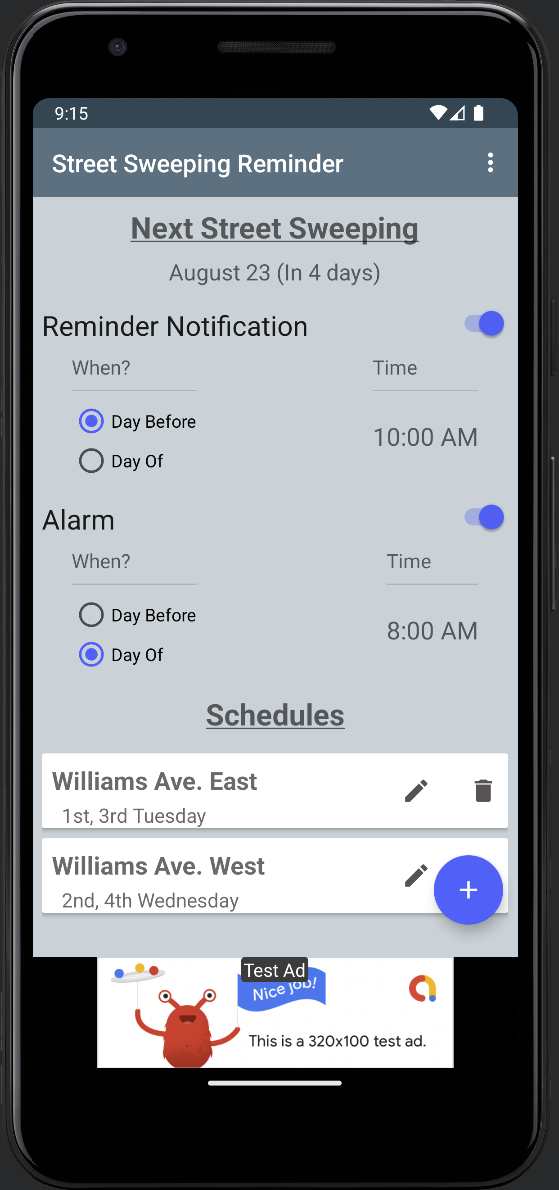 9:15
Street Sweeping Reminder
Next Street Sweeping
August 23 (In 4 days)
Reminder Notification
When?
Time
Day Before
10:00 AM
Day Of
Alarm
When?
Time
Day Before
8:00 AM
Day Of
Schedules
Williams Ave. East
1st, 3rd Tuesday
Williams Ave. West
2nd, 4th Wednesday
+
Test Ad
Nice job!
This is a 320x100 test ad.